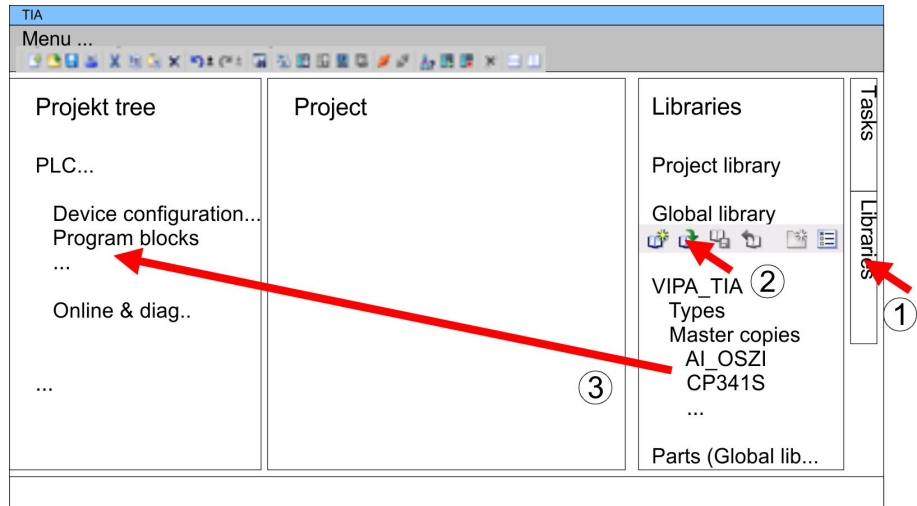 TIA
Menu ...
Projekt tree
PLC...
Device configuration...
Program blocks
...
Online & diag..
...
Project
③
Libraries
Project library
Global library
②
VIPA_TIA
Types
Master copies
AI_OSZI
CP341S
...
Parts (Global lib...
Tasks
Libraries
①